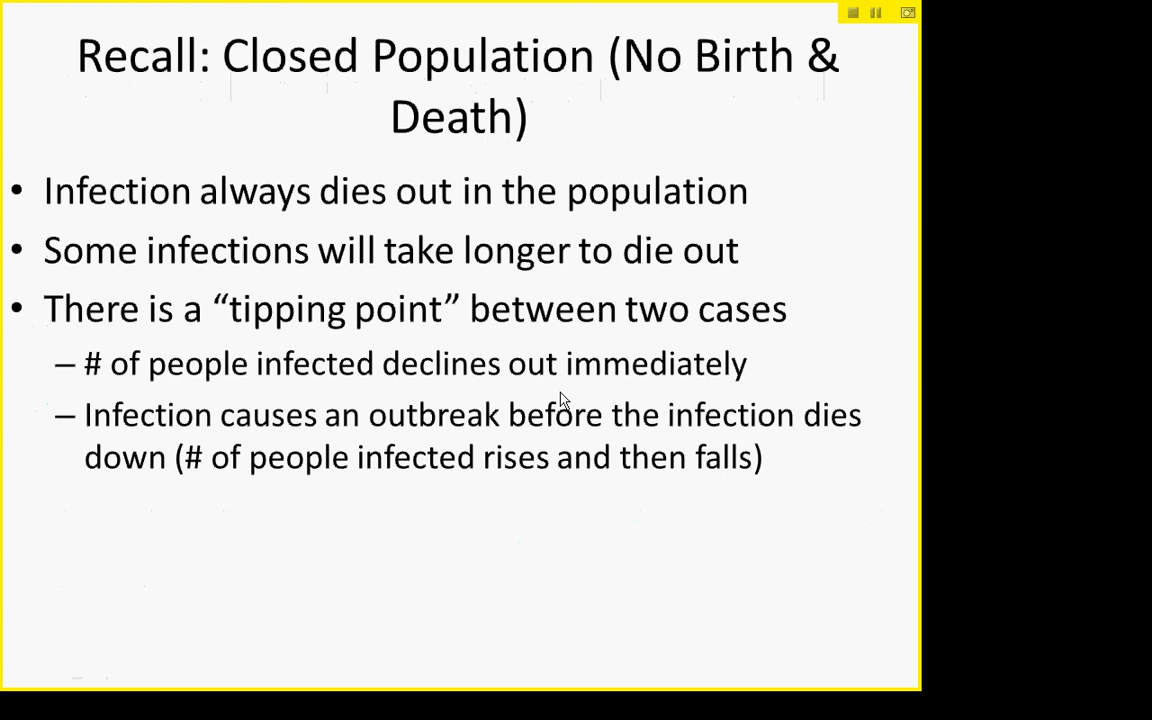 Recall: Closed Population (No Birth &
Death)
• Infection always dies out in the population
• Some infections will take longer to die out
• There is a “tipping point” between two cases
– # of people infected declines out immediately
– Infection causes an outbreak before the infection dies
down (# of people infected rises and then falls)